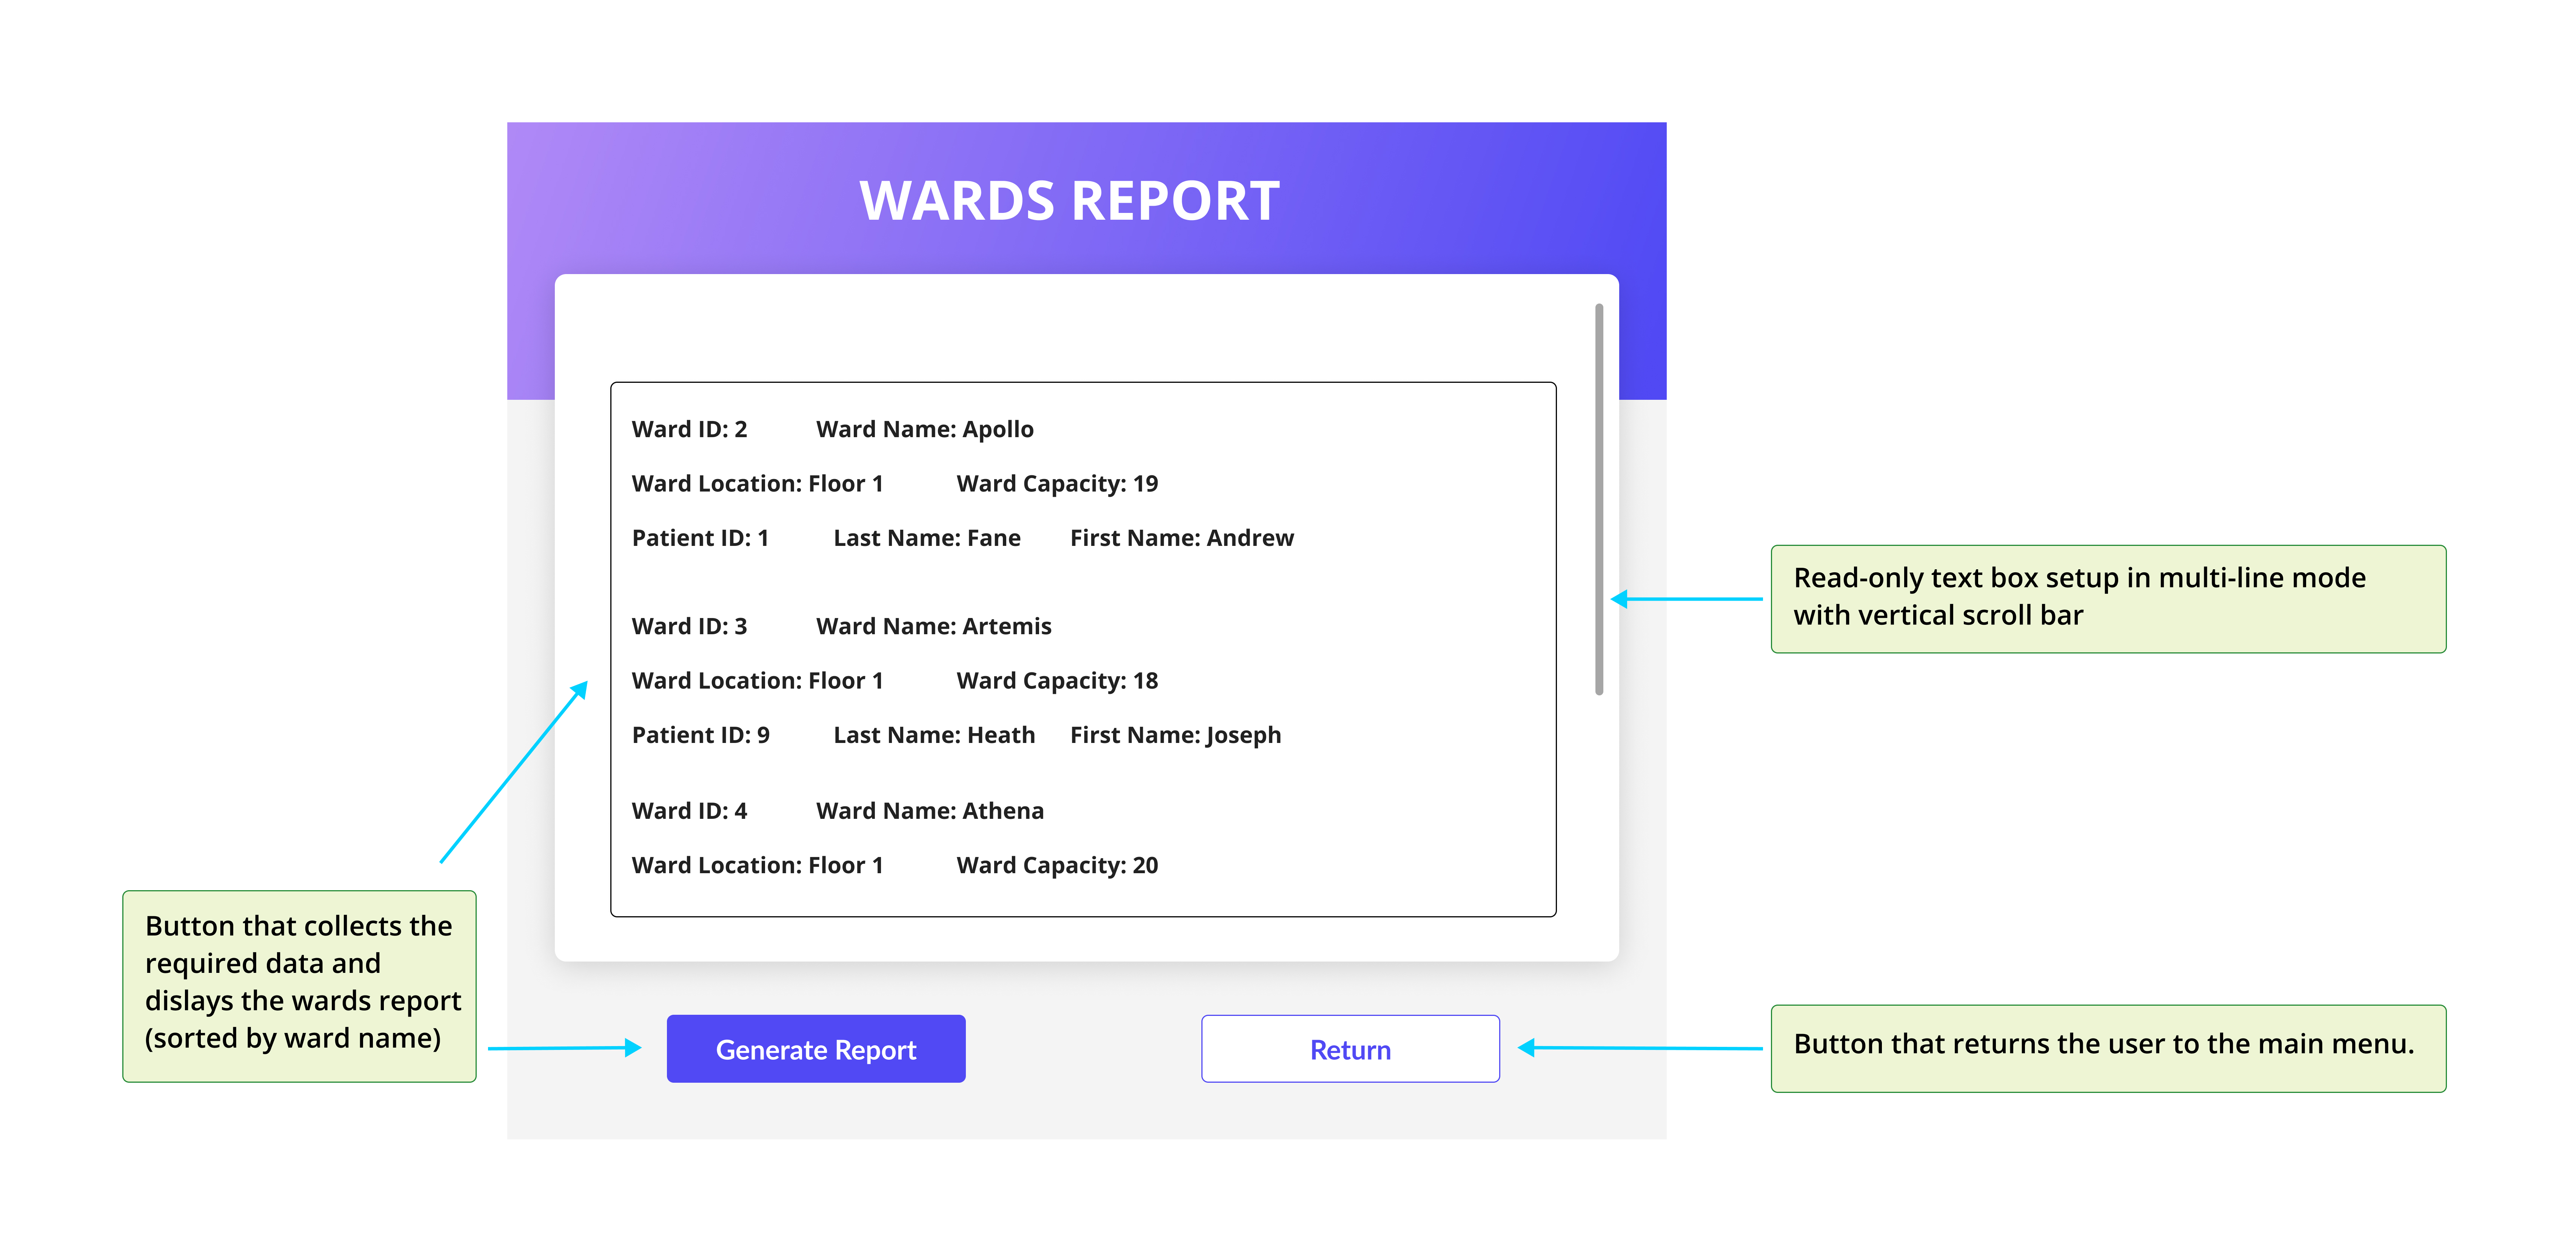 WARDS REPORT
Ward ID: 2 Ward Name: Apollo
Ward Location: Floor 1 Ward Capacity: 19
Patient ID: 1 Last Name: Fane First Name: Andrew
Ward ID: 3 Ward Name: Artemis
Ward Location: Floor 1 Ward Capacity: 18
Patient ID: 9 Last Name: Heath First Name: Joseph
Ward ID: 4 Ward Name: Athena
Ward Location: Floor 1 Ward Capacity: 20
Read-only text box setup in multi-line mode
with vertical scroll bar
Button that collects the
required data and
dislays the wards report
(sorted by ward name)
Generate Report
Return
Button that returns the user to the main menu.